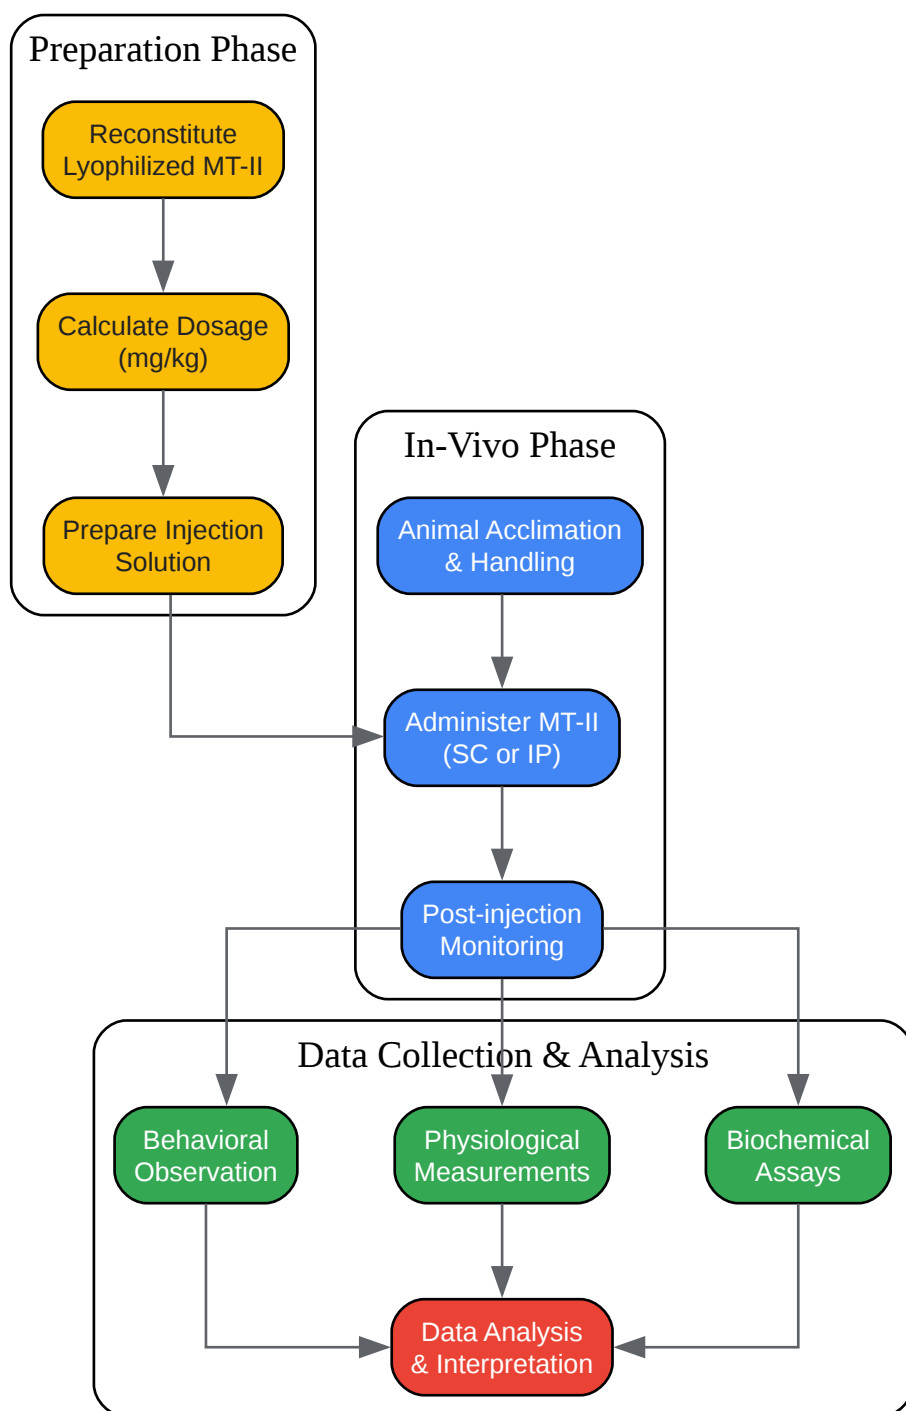 Preparation Phase
Reconstitute
Lyophilized MT-II
Calculate Dosage
(mg/kg)
Prepare Injection
Solution
In-Vivo Phase
Animal Acclimation
& Handling
Administer MT-II
(SC or IP)
Post-injection
Monitoring
Data Collection & Analysis
Behavioral
Observation
Physiological
Measurements
Biochemical
Assays
Data Analysis
& Interpretation